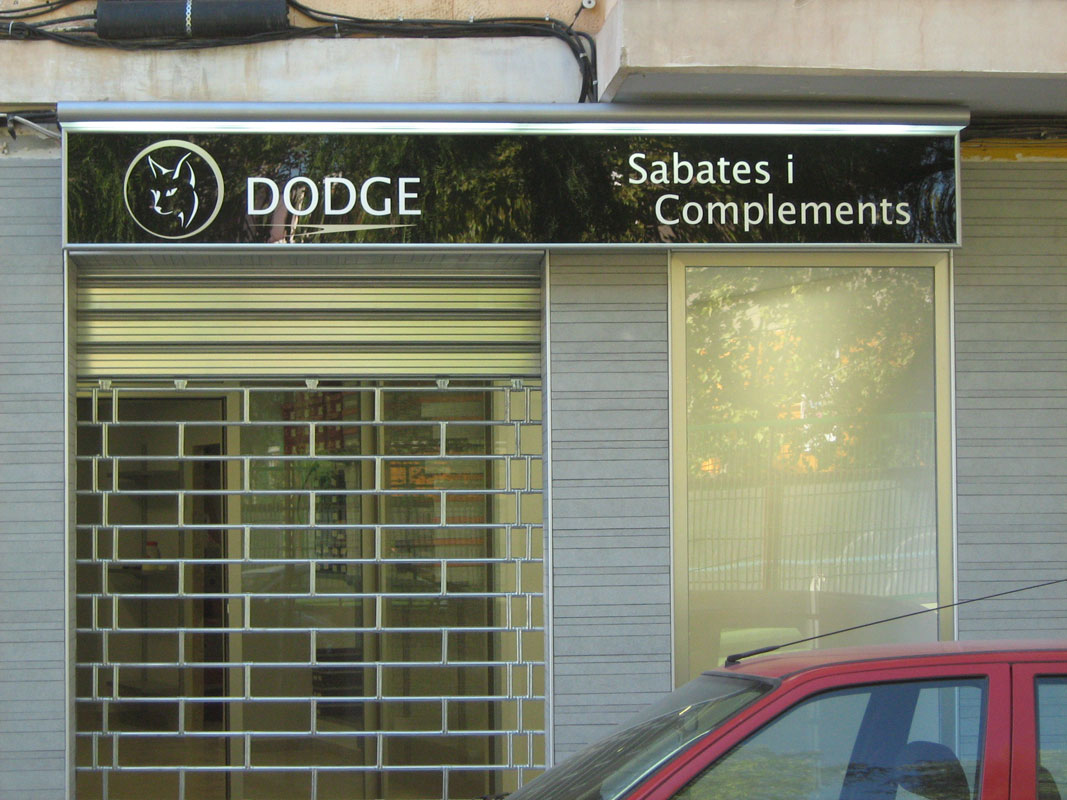 DODGE
Sabates i
Complements